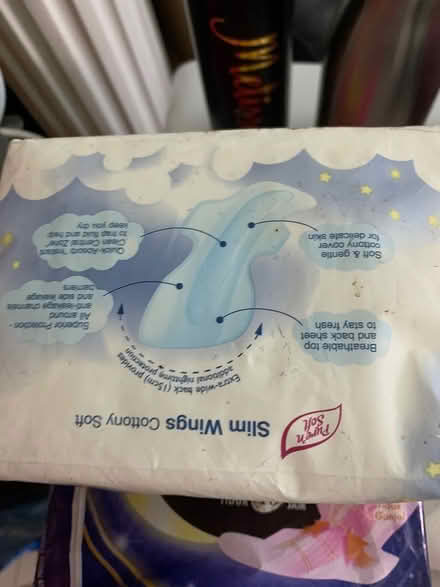 Pure'n
Soft
Slim Wings Cottony Soft
Extra-wide back (15cm) provides
additional nighttime protection
Breathable top
and back sheet
to stay fresh
Superior Protection -
All around
anti-leakage channels
and side leakage
barriers
Soft & gentle
cottony cover
for delicate skin
Quick-Absorb "Instant
Clean Central Zone"
to trap fluid and help
keep you dry